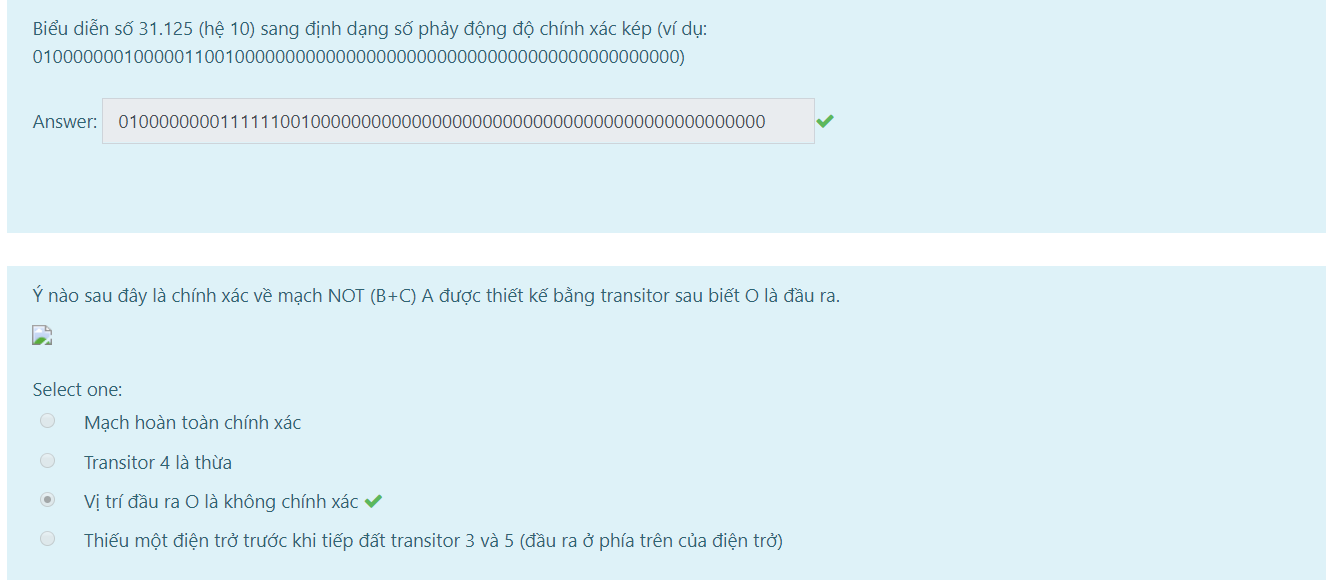 Biểu diễn số 31.125 (hệ 10) sang định dạng số phảy động độ chính xác kép (ví dụ:
0100000001000001100100000000000000000000000000000000000000000000)
Answer: 0100000000111111001000000000000000000000000000000000000000000000
Ý nào sau đây là chính xác về mạch NOT (B+C) A được thiết kế bằng transitor sau biết O là đầu ra.
Select one:
Mạch hoàn toàn chính xác
Transitor 4 là thừa
Vị trí đầu ra O là không chính xác
Thiếu một điện trở trước khi tiếp đất transitor 3 và 5 (đầu ra ở phía trên của điện trở)